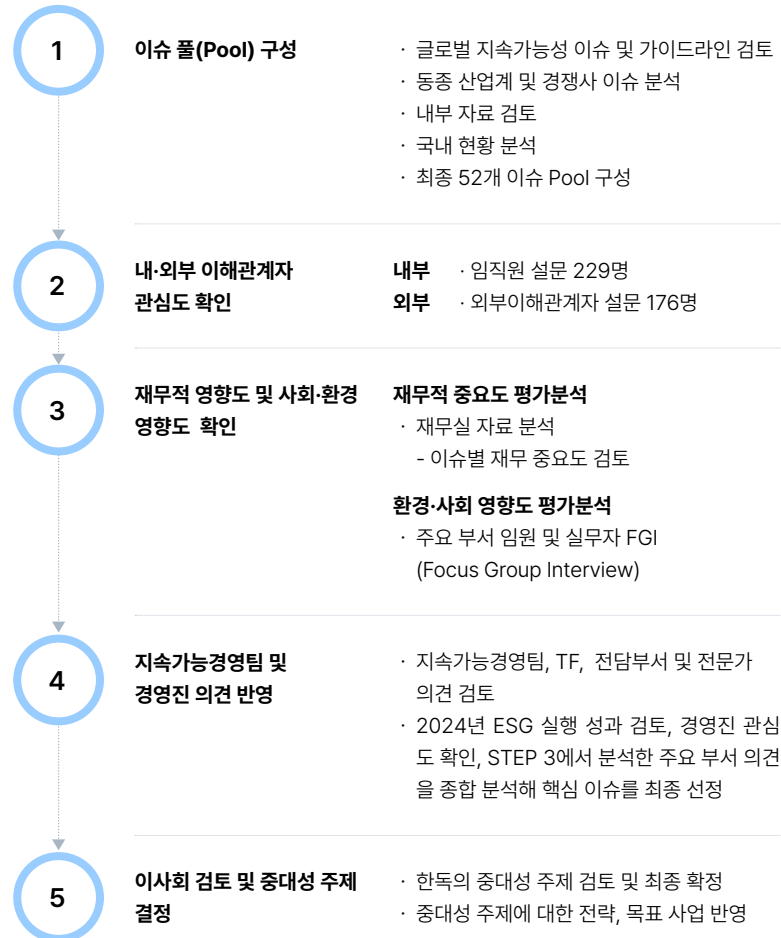 1
이슈 풀(Pool) 구성
· 글로벌 지속가능성 이슈 및 가이드라인 검토
· 동종 산업계 및 경쟁사 이슈 분석
· 내부 자료 검토
· 국내 현황 분석
· 최종 52개 이슈 Pool 구성
2
내·외부 이해관계자
관심도 확인
내부 · 임직원 설문 229명
외부 · 외부이해관계자 설문 176명
3
재무적 영향도 및 사회·환경
영향도 확인
재무적 중요도 평가분석
· 재무실 자료 분석
- 이슈별 재무 중요도 검토
환경·사회 영향도 평가분석
· 주요 부서 임원 및 실무자 FGI
(Focus Group Interview)
4
지속가능경영팀 및
경영진 의견 반영
· 지속가능경영팀, TF, 전담부서 및 전문가
의견 검토
· 2024년 ESG 실행 성과 검토, 경영진 관심
도 확인, STEP 3에서 분석한 주요 부서 의견
을 종합 분석해 핵심 이슈를 최종 선정
5
이사회 검토 및 중대성 주제
결정
· 한독의 중대성 주제 검토 및 최종 확정
· 중대성 주제에 대한 전략, 목표 사업 반영